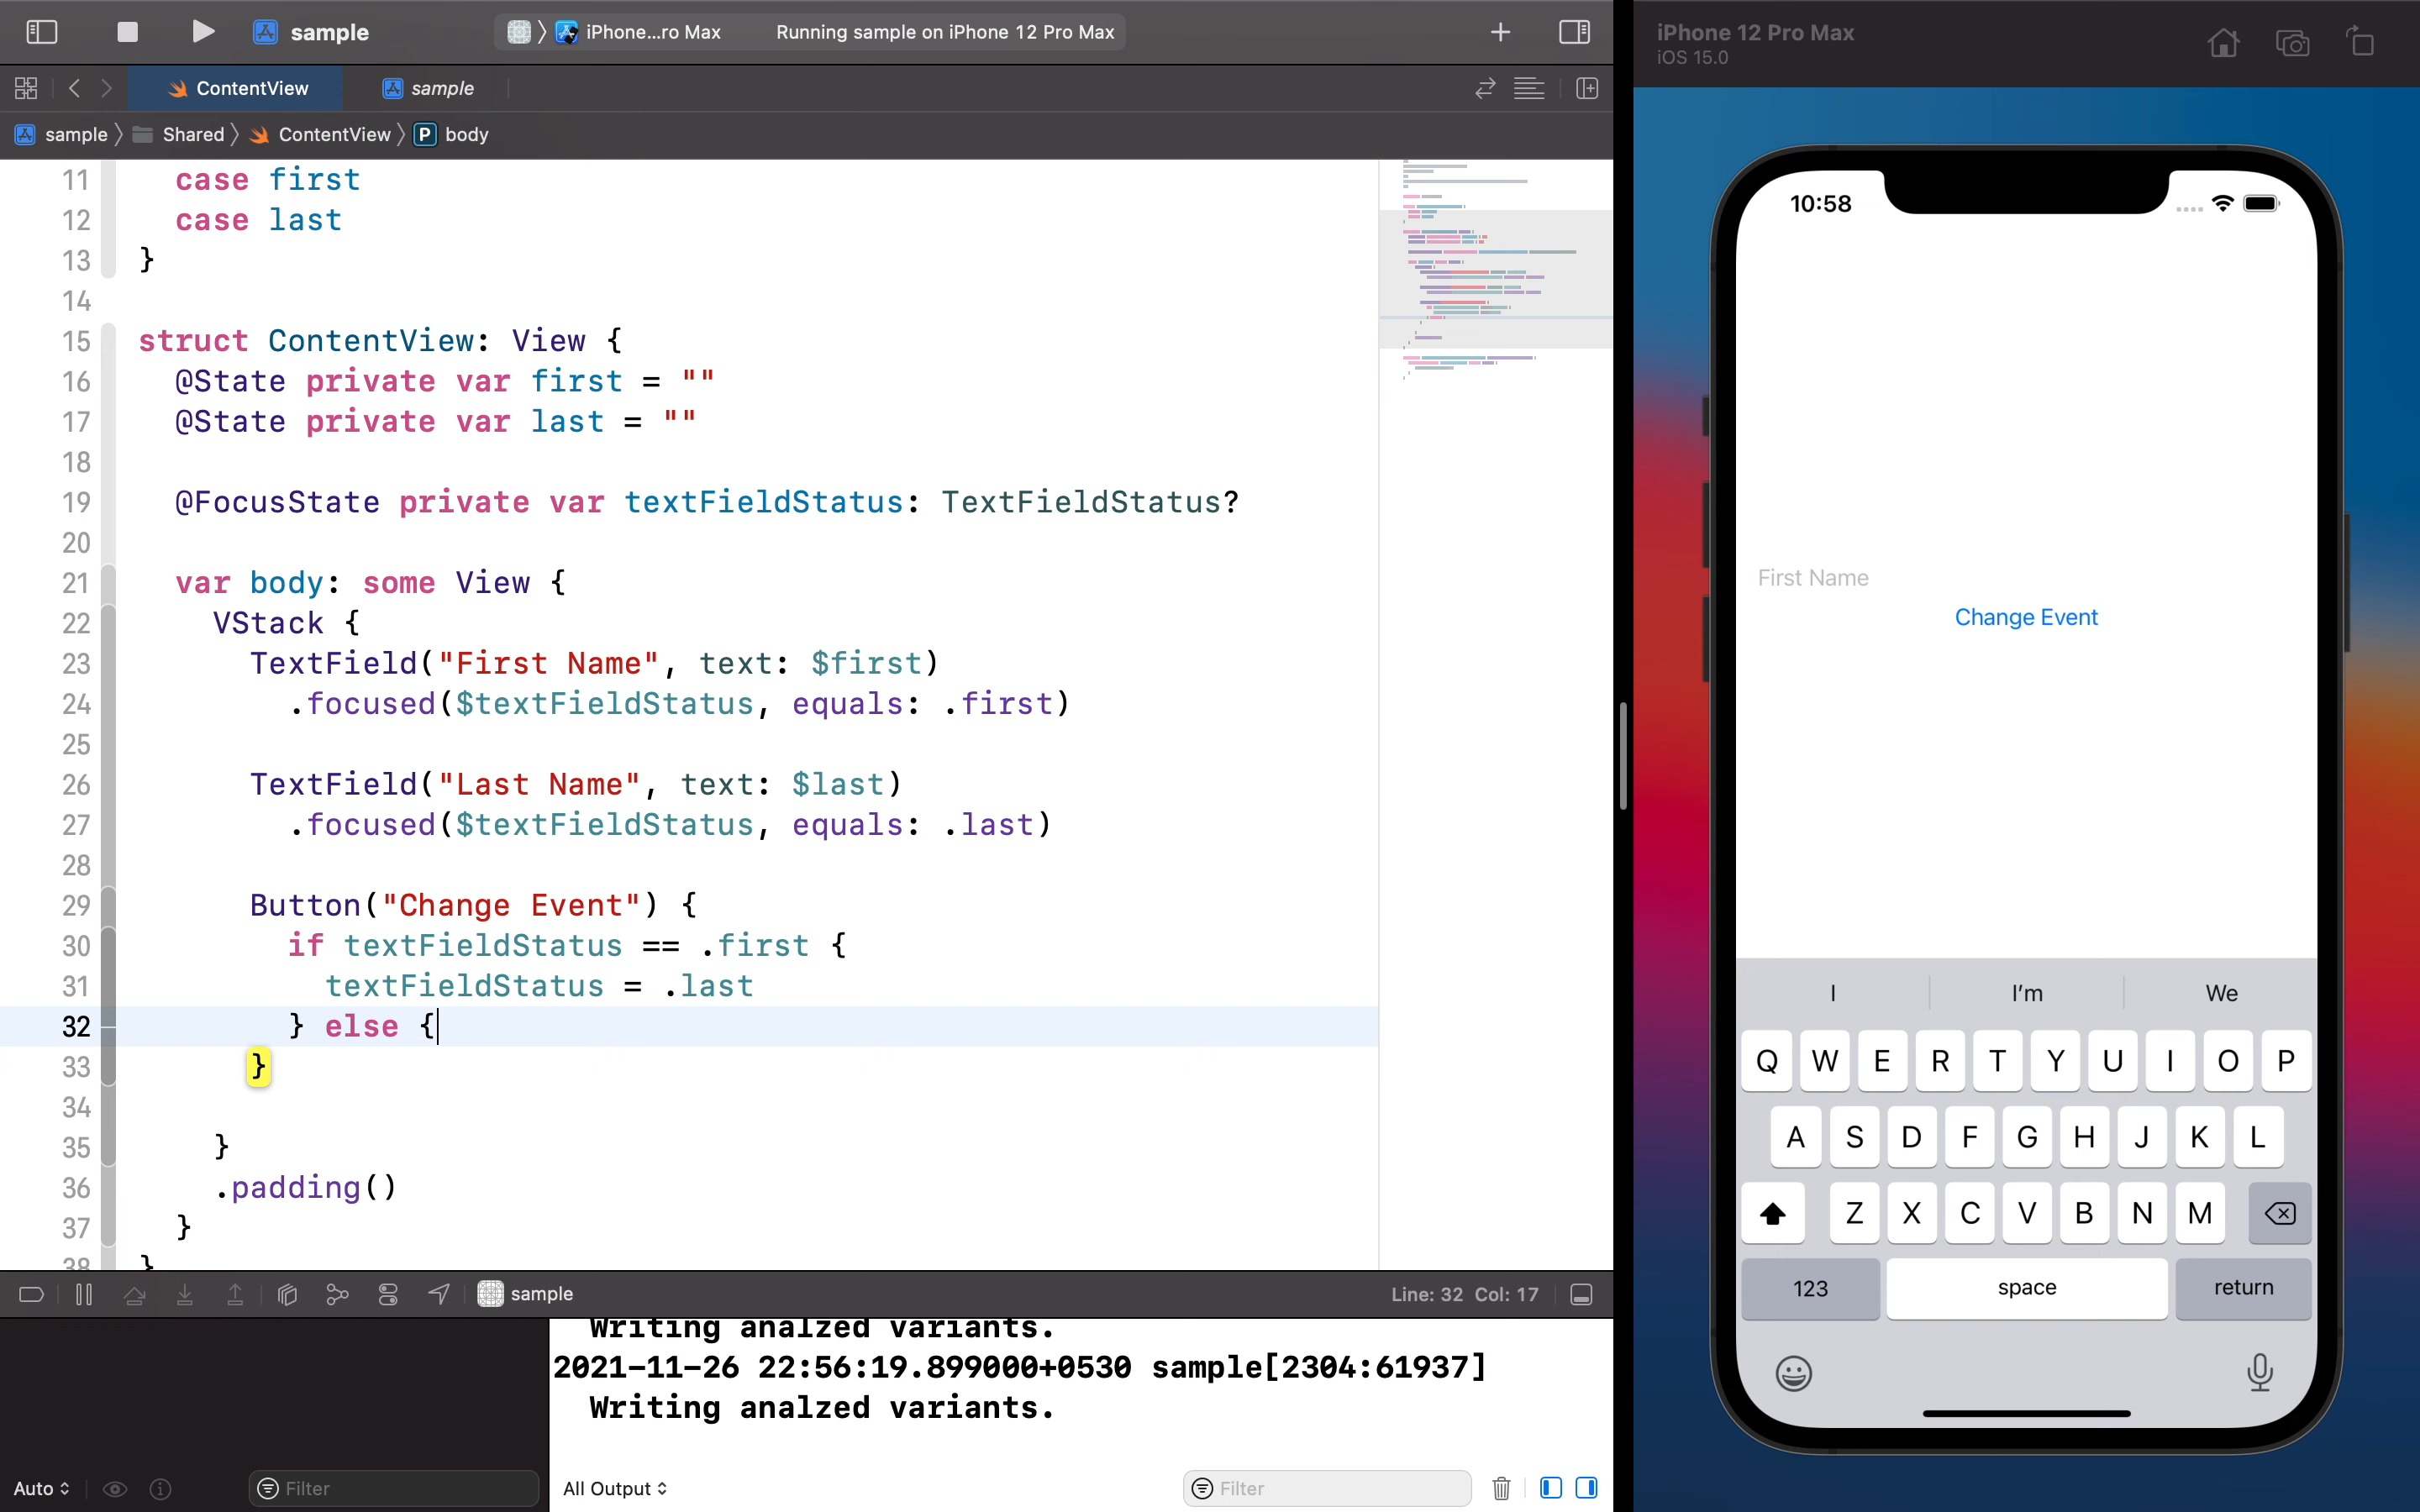 sample
iPhone...ro Max
Running sample on iPhone 12 Pro Max
ContentView
sample
sample
Shared
ContentView
P
body
11 case first
12 case last
13 }
14
15 struct ContentView: View {
16 @State private var first = ""
17 @State private var last = ""
18
19 @FocusState private var textFieldStatus: TextFieldStatus?
20
21 var body: some View {
22 VStack {
23 TextField("First Name", text: $first)
24 .focused($textFieldStatus, equals: .first)
25
26 TextField("Last Name", text: $last)
27 .focused($textFieldStatus, equals: .last)
28
29 Button("Change Event") {
30 if textFieldStatus == .first {
31 textFieldStatus = .last
32 } else {
33 }
34
35 }
36 .padding()
37 }
38 }
sample
Line: 32 Col: 17
Writing analzed variants.
2021-11-26 22:56:19.899000+0530 sample[2304:61937]
Writing analzed variants.
Auto
Filter
All Output
Filter
iPhone 12 Pro Max
iOS 15.0
10:58
First Name
Change Event
I I'm We
Q W E R T Y U I O P
A S D F G H J K L
Z X C V B N M
123 space return